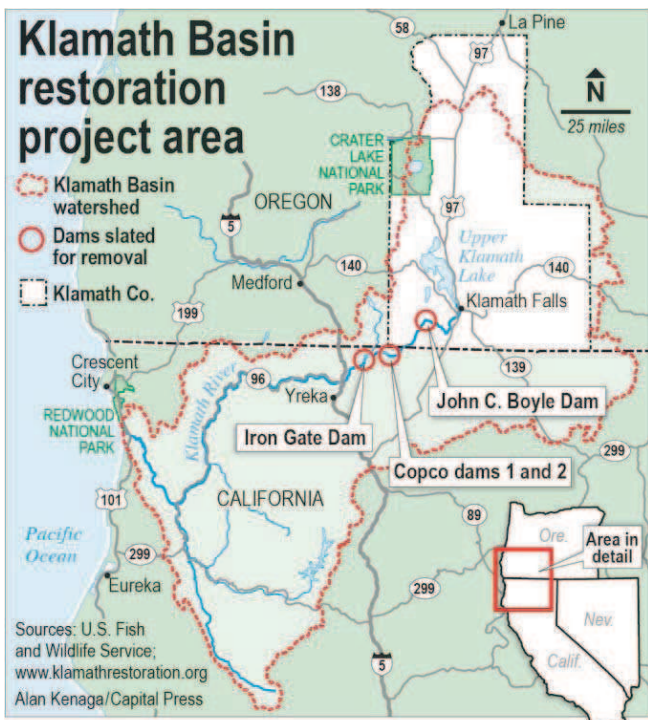 Klamath Basin
restoration
project area
Klamath Basin
watershed
Dams slated
for removal
Klamath Co.
58
La Pine
97
N
25 miles
138
CRATER
LAKE
NATIONAL
PARK
OREGON
5
97
Upper
Klamath
Lake
Medford
140
140
Klamath Falls
199
Crescent
City
139
Klamath River
96
Yreka
John C. Boyle Dam
REDWOOD
NATIONAL
PARK
Iron Gate Dam
Copco dams 1 and 2
299
CALIFORNIA
101
89
Pacific
Ocean
299
Ore.
Area in
detail
Eureka
299
Nev.
Calif.
5
Sources: U.S. Fish
and Wildlife Service;
www.klamathrestoration.org
Alan Kenaga/Capital Press